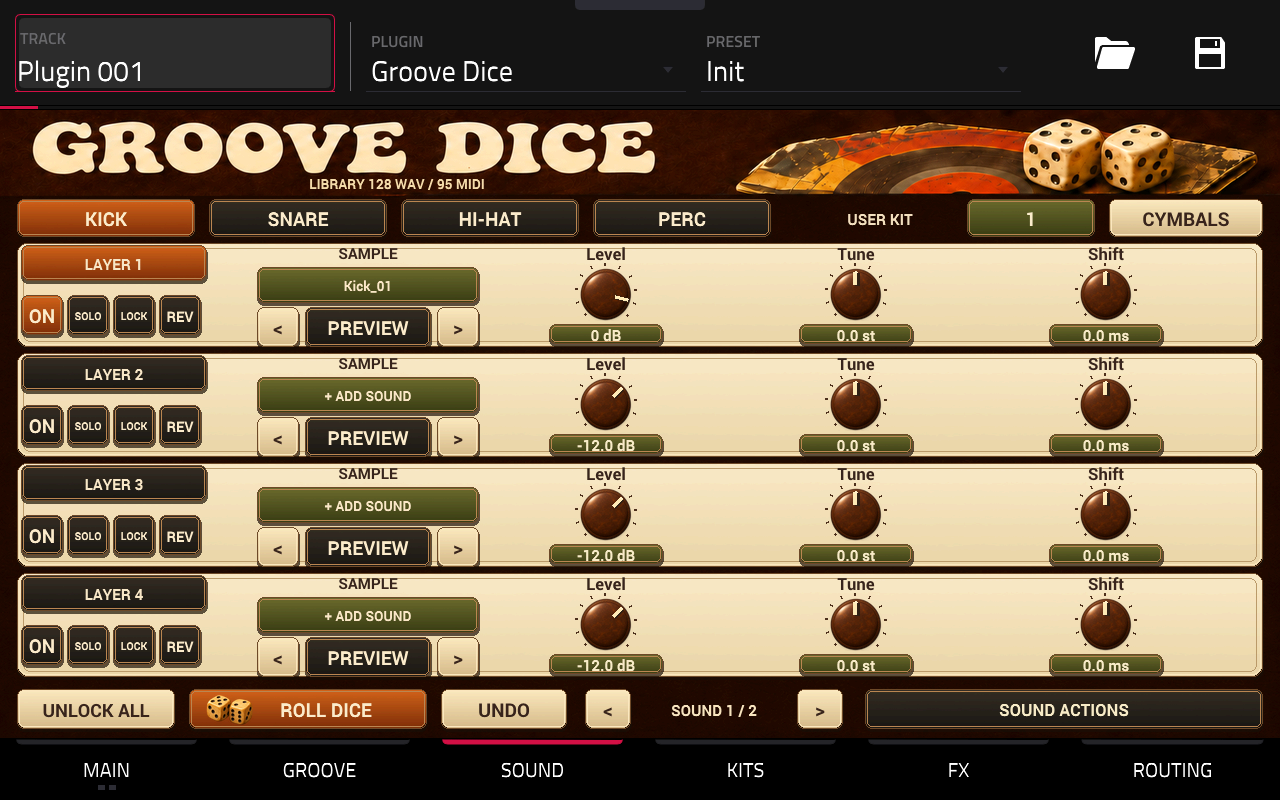 TRACK
Plugin 001
PLUGIN
Groove Dice
PRESET
Init
GROOVE DICE
LIBRARY 128 WAV / 95 MIDI
KICK
SNARE
HI-HAT
PERC
USER KIT
1
CYMBALS
LAYER 1
ON
SOLO
LOCK
REV
SAMPLE
Kick_01
<
PREVIEW
>
Level
0 dB
Tune
0.0 st
Shift
0.0 ms
LAYER 2
ON
SOLO
LOCK
REV
SAMPLE
+ ADD SOUND
<
PREVIEW
>
Level
-12.0 dB
Tune
0.0 st
Shift
0.0 ms
LAYER 3
ON
SOLO
LOCK
REV
SAMPLE
+ ADD SOUND
<
PREVIEW
>
Level
-12.0 dB
Tune
0.0 st
Shift
0.0 ms
LAYER 4
ON
SOLO
LOCK
REV
SAMPLE
+ ADD SOUND
<
PREVIEW
>
Level
-12.0 dB
Tune
0.0 st
Shift
0.0 ms
UNLOCK ALL
ROLL DICE
UNDO
<
SOUND 1 / 2
>
SOUND ACTIONS
MAIN
GROOVE
SOUND
KITS
FX
ROUTING